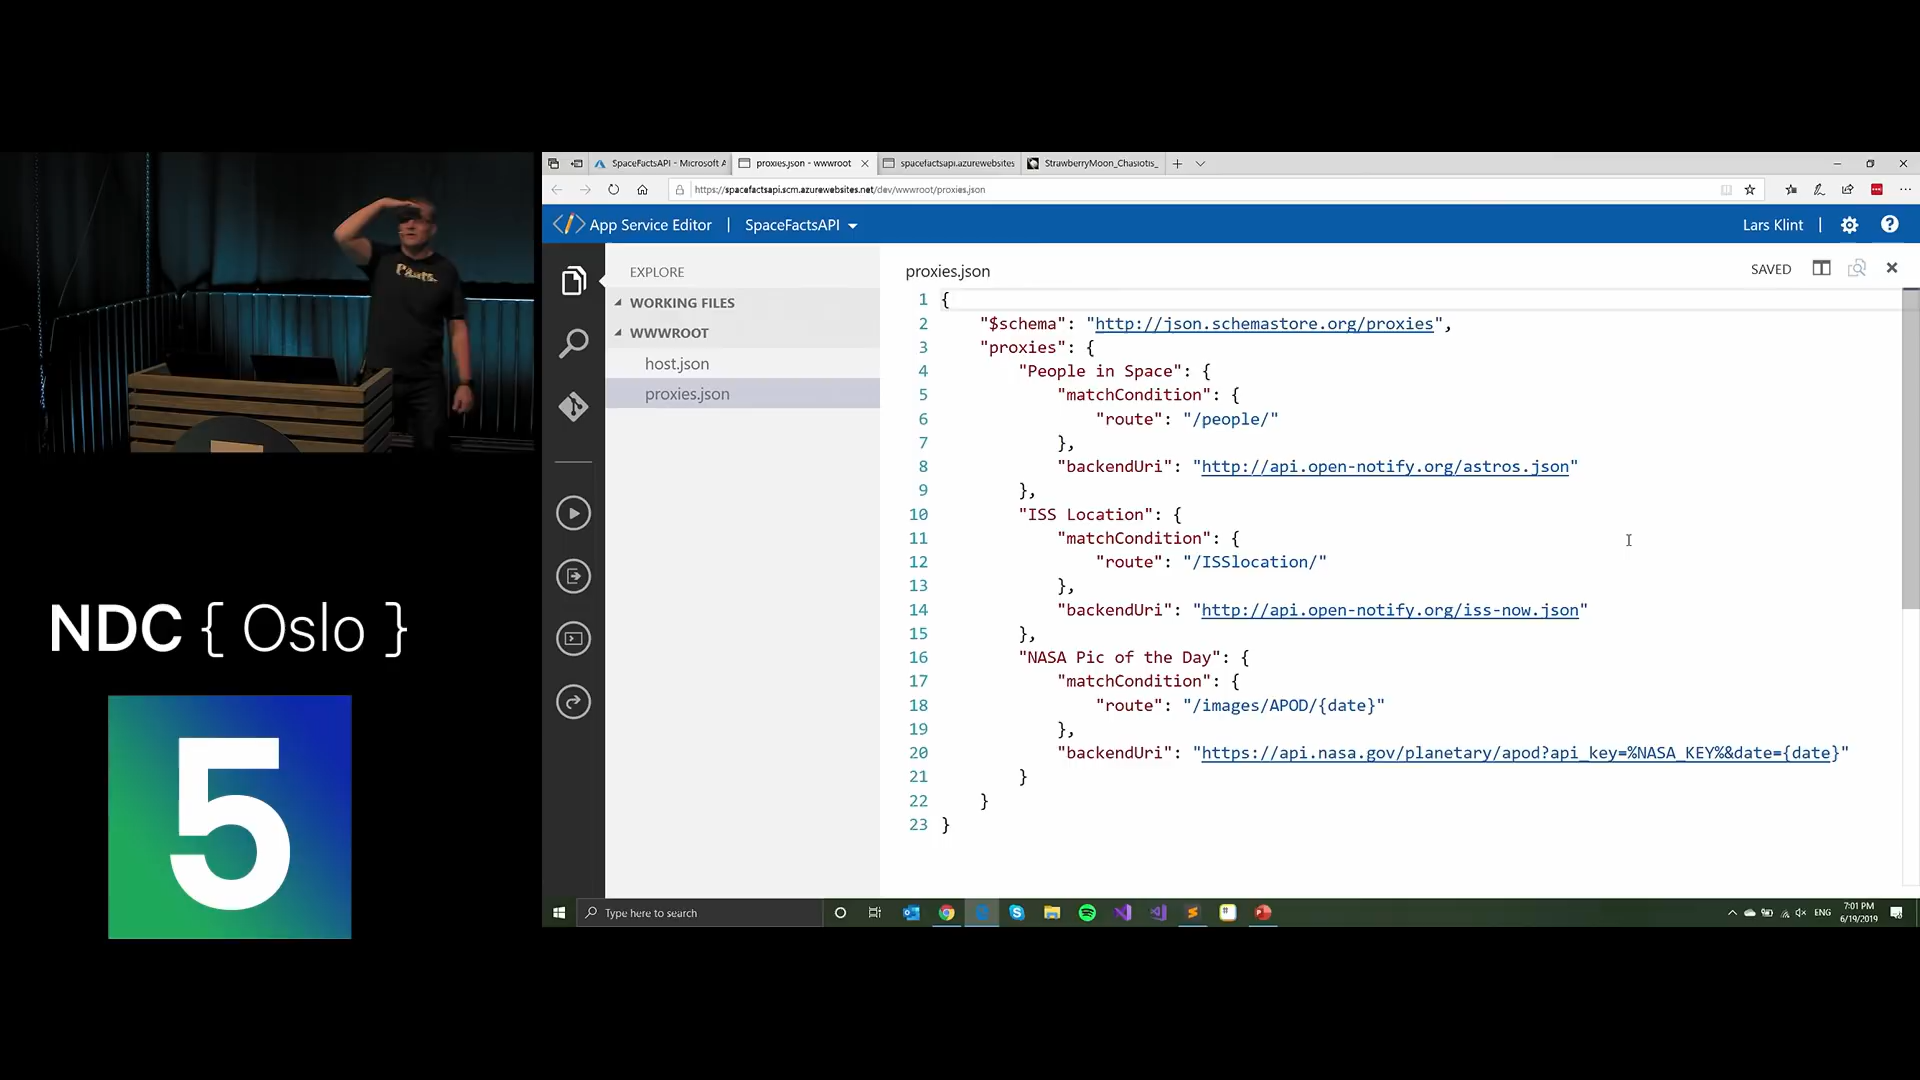 SpaceFactsAPI - Microsoft A
proxies.json - wwwroot
spacefactsapi.azurewebsites
StrawberryMoon_Chasiotis_
https://spacefactsapi.scm.azurewebsites.net/dev/wwwroot/proxies.json
App Service Editor | SpaceFactsAPI
Lars Klint
EXPLORE
WORKING FILES
WWWROOT
host.json
proxies.json
proxies.json
SAVED
1 {
2 "$schema": "http://json.schemastore.org/proxies",
3 "proxies": {
4 "People in Space": {
5 "matchCondition": {
6 "route": "/people/"
7 },
8 "backendUri": "http://api.open-notify.org/astros.json"
9 },
10 "ISS Location": {
11 "matchCondition": {
12 "route": "/ISSlocation/"
13 },
14 "backendUri": "http://api.open-notify.org/iss-now.json"
15 },
16 "NASA Pic of the Day": {
17 "matchCondition": {
18 "route": "/images/APOD/{date}"
19 },
20 "backendUri": "https://api.nasa.gov/planetary/apod?api_key=%NASA_KEY%&date={date}"
21 }
22 }
23 }
NDC { Oslo }
5
Type here to search
ENG
7:01 PM
6/19/2019